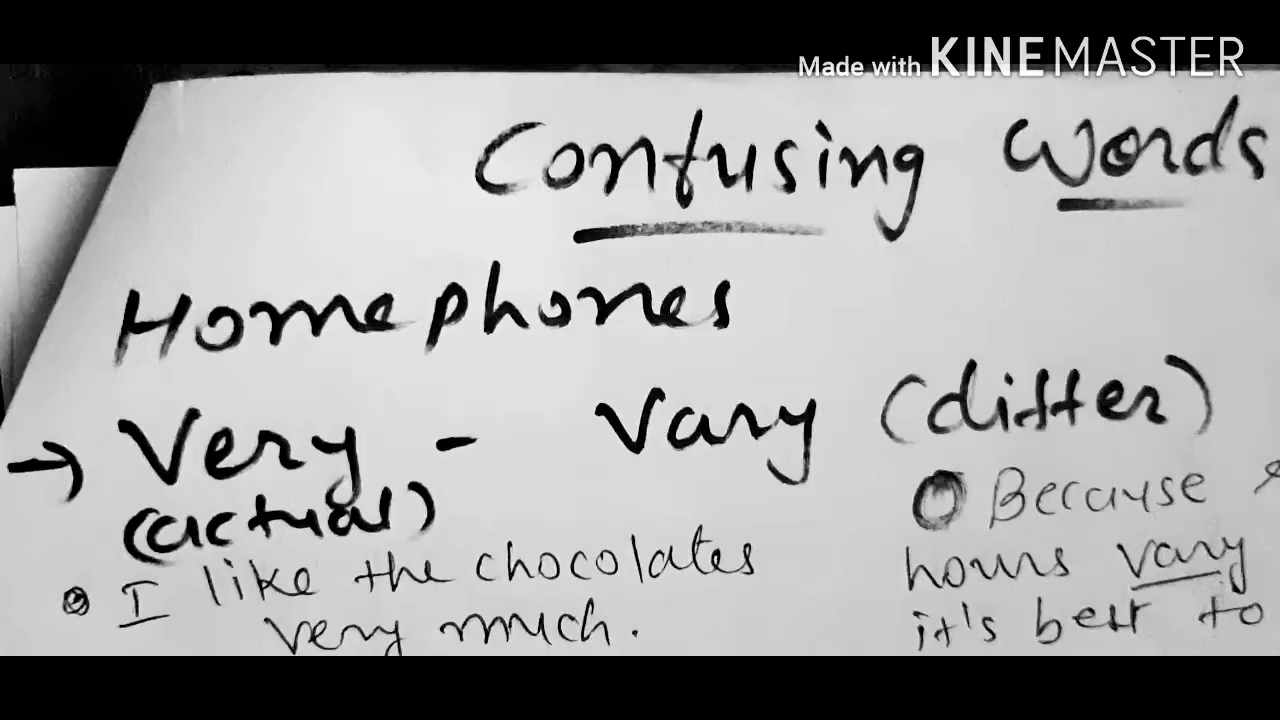 Made with KINEMASTER
Confusing Words
Homephones
→ Very - Vary (differ)
(actual)
• I like the chocolates
very much.
• Because
hours vary
it's best to